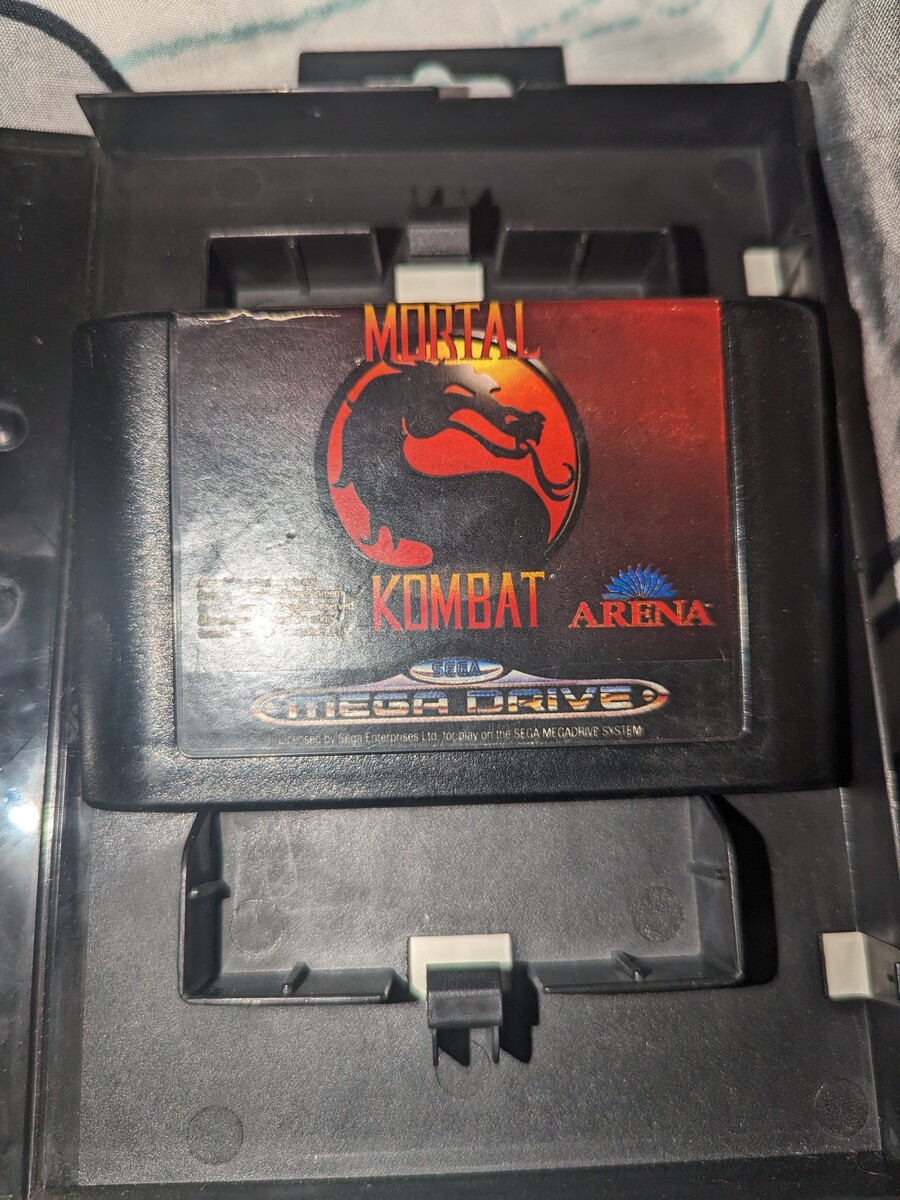 MORTAL
KOMBAT
ARENA
SEGA
MEGA DRIVE
Licensed by Sega Enterprises Ltd. for play on the SEGA MEGADRIVE SYSTEM